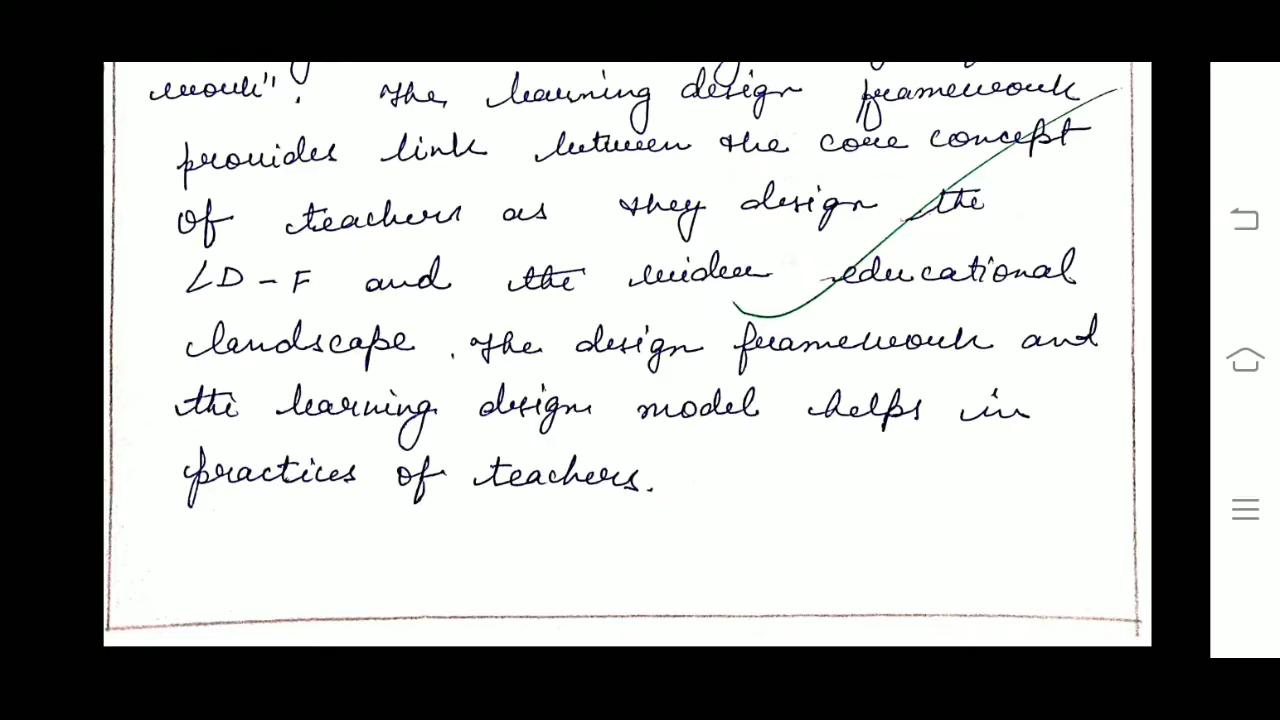 work". The learning design framework
provides link between the core concept
of teachers as they design the
LD-F and the wider educational
landscape. The design framework and
the learning design model helps in
practices of teachers.